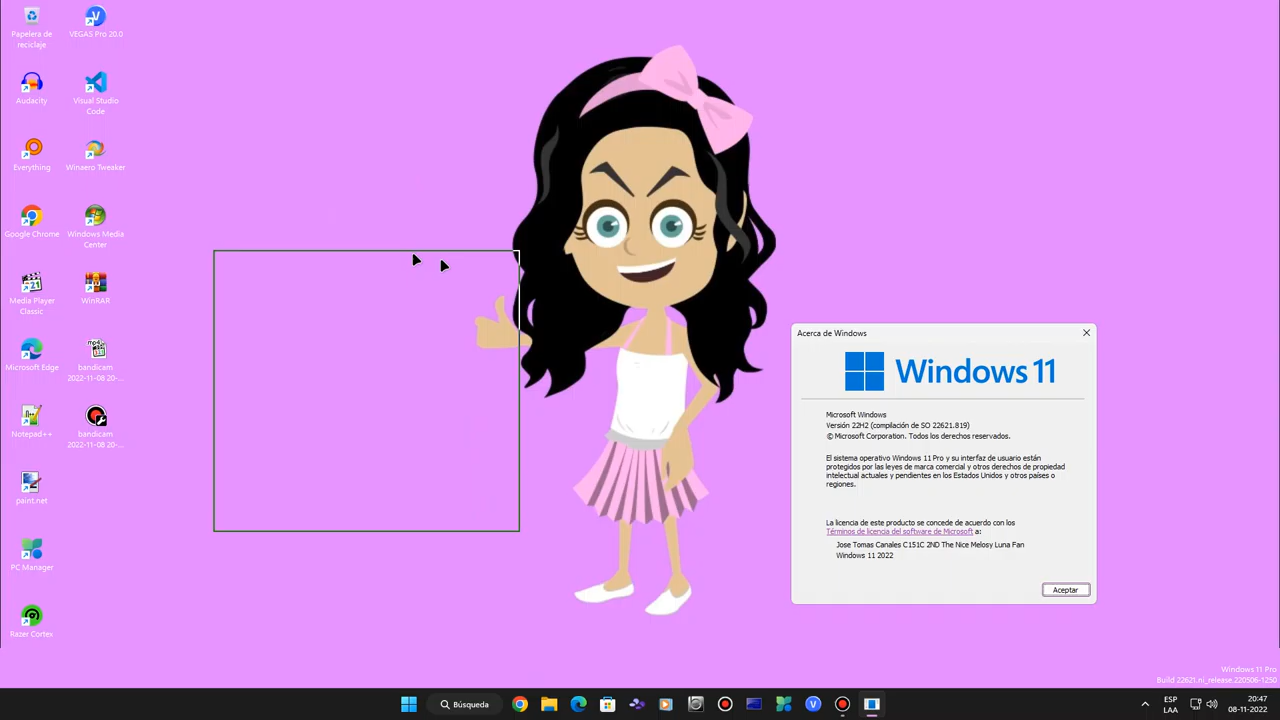 Papelera de
reciclaje
VEGAS Pro 20.0
Audacity
Visual Studio
Code
Everything
Winaero Tweaker
Google Chrome
Windows Media
Center
Media Player
Classic
WinRAR
Microsoft Edge
bandicam
2022-11-08 20-...
Notepad++
bandicam
2022-11-08 20-...
paint.net
PC Manager
Razer Cortex
Acerca de Windows
Windows 11
Microsoft Windows
Versión 22H2 (compilación de SO 22621.819)
© Microsoft Corporation. Todos los derechos reservados.
El sistema operativo Windows 11 Pro y su interfaz de usuario están
protegidos por las leyes de marca comercial y otros derechos de propiedad
intelectual actuales y pendientes en los Estados Unidos y otros países o
regiones.
La licencia de este producto se concede de acuerdo con los
Términos de licencia del software de Microsoft a:
Jose Tomas Canales C151C 2ND The Nice Melosy Luna Fan
Windows 11 2022
Aceptar
Windows 11 Pro
Build 22621.ni_release.220506-1250
Búsqueda
ESP
LAA
20:47
08-11-2022